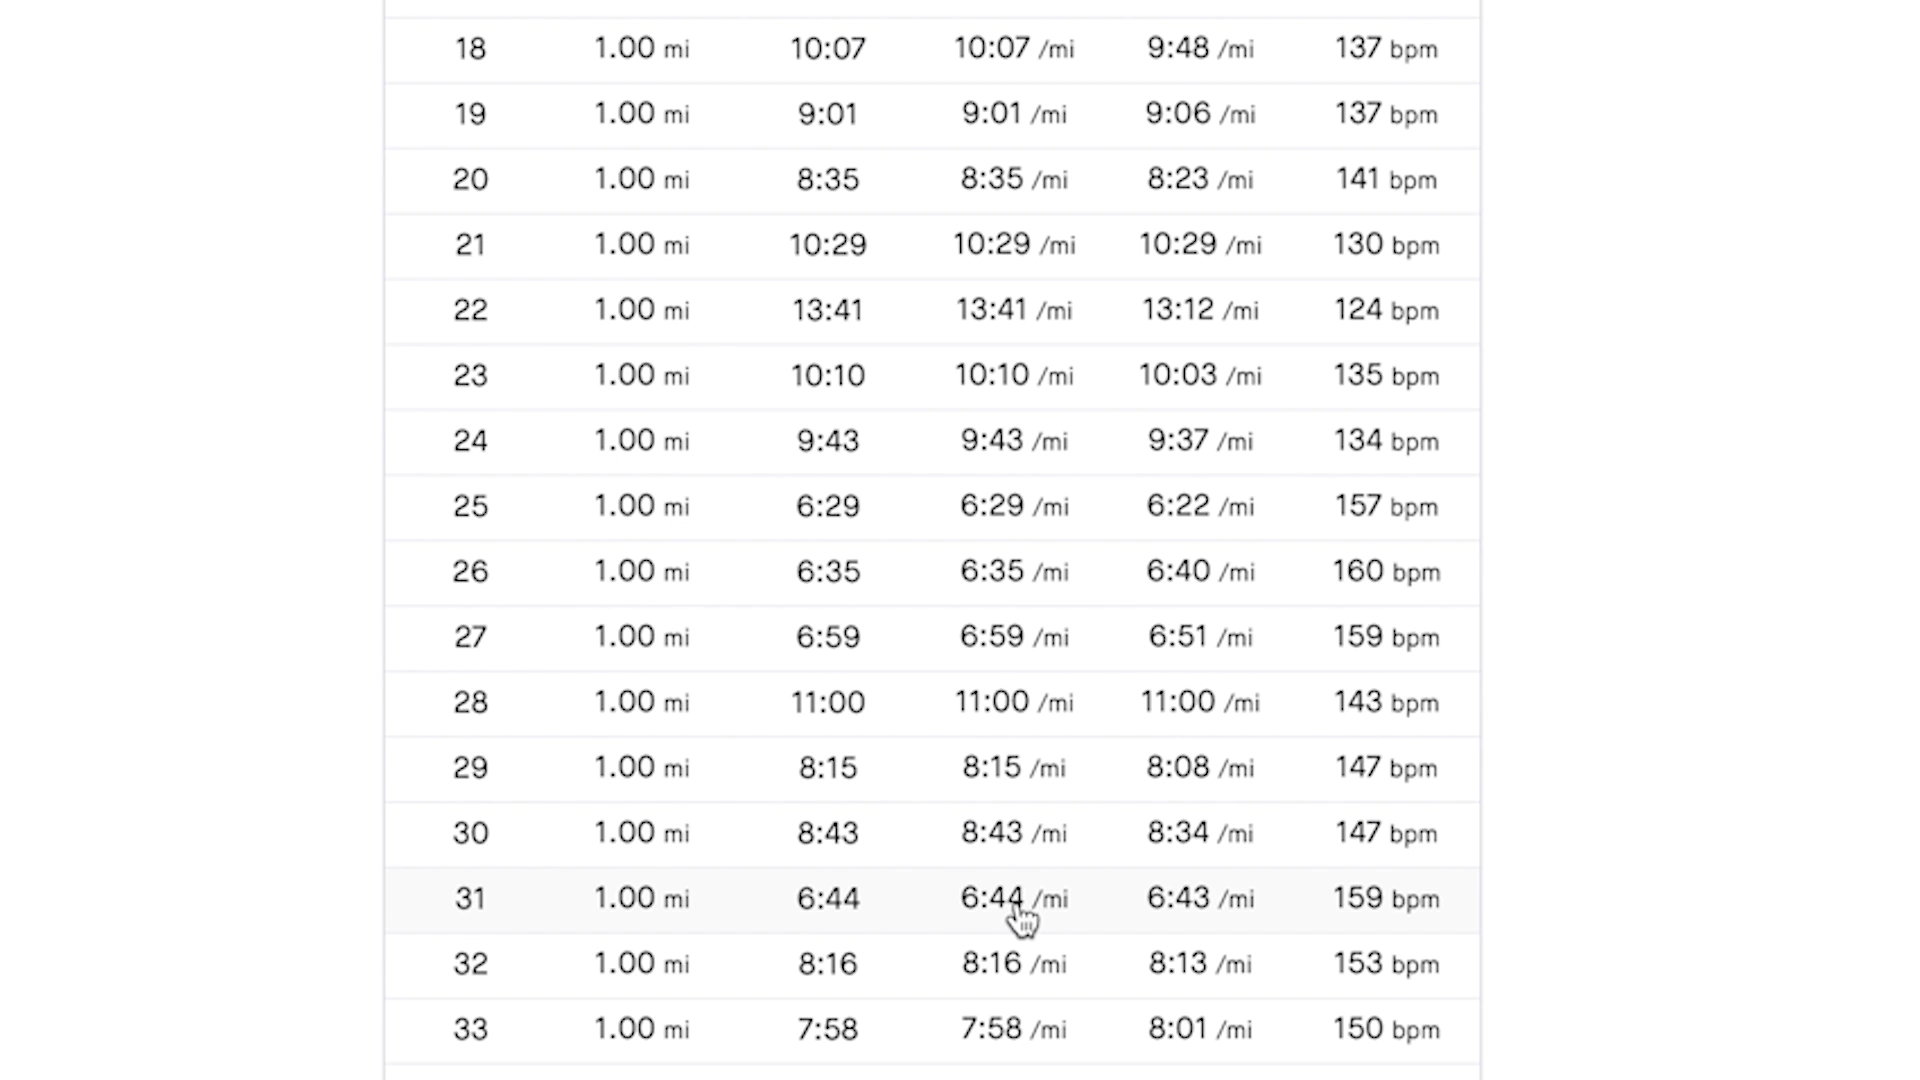 18 1.00 mi 10:07 10:07 /mi 9:48 /mi 137 bpm
19 1.00 mi 9:01 9:01 /mi 9:06 /mi 137 bpm
20 1.00 mi 8:35 8:35 /mi 8:23 /mi 141 bpm
21 1.00 mi 10:29 10:29 /mi 10:29 /mi 130 bpm
22 1.00 mi 13:41 13:41 /mi 13:12 /mi 124 bpm
23 1.00 mi 10:10 10:10 /mi 10:03 /mi 135 bpm
24 1.00 mi 9:43 9:43 /mi 9:37 /mi 134 bpm
25 1.00 mi 6:29 6:29 /mi 6:22 /mi 157 bpm
26 1.00 mi 6:35 6:35 /mi 6:40 /mi 160 bpm
27 1.00 mi 6:59 6:59 /mi 6:51 /mi 159 bpm
28 1.00 mi 11:00 11:00 /mi 11:00 /mi 143 bpm
29 1.00 mi 8:15 8:15 /mi 8:08 /mi 147 bpm
30 1.00 mi 8:43 8:43 /mi 8:34 /mi 147 bpm
31 1.00 mi 6:44 6:44 /mi 6:43 /mi 159 bpm
32 1.00 mi 8:16 8:16 /mi 8:13 /mi 153 bpm
33 1.00 mi 7:58 7:58 /mi 8:01 /mi 150 bpm